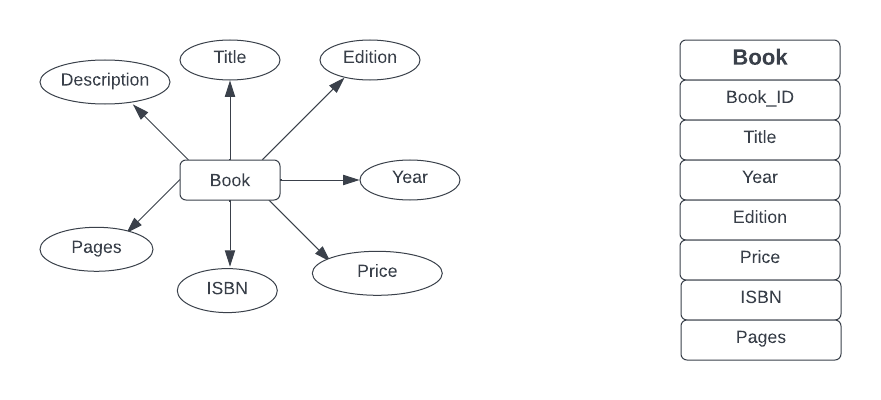 Title
Edition
Description
Book
Year
Pages
ISBN
Price
Book
Book_ID
Title
Year
Edition
Price
ISBN
Pages